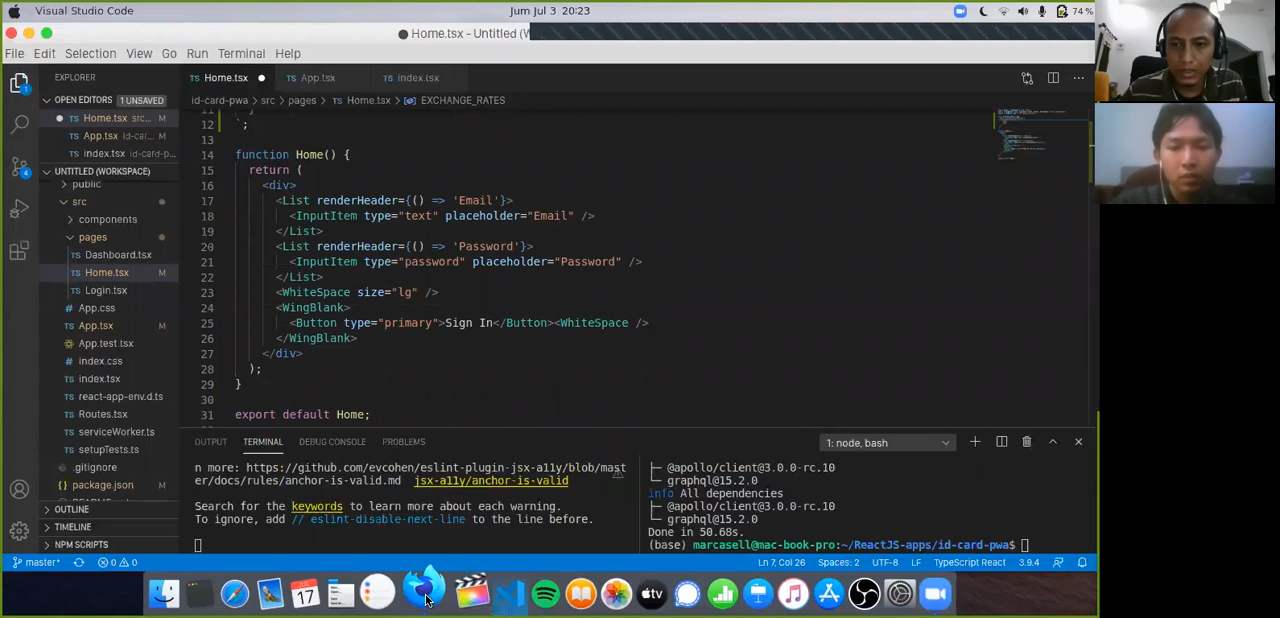 Visual Studio Code
Jum Jul 3 20:23
74 %
Home.tsx - Untitled (W
File Edit Selection View Go Run Terminal Help
EXPLORER
OPEN EDITORS 1 UNSAVED
Home.tsx src... M
App.tsx id-car... M
index.tsx id-card-p...
UNTITLED (WORKSPACE)
public
src
components
pages
Dashboard.tsx
Home.tsx
Login.tsx
App.css
App.tsx M
App.test.tsx
index.css
index.tsx
react-app-env.d.ts
Routes.tsx
serviceWorker.ts
setupTests.ts
.gitignore
package.json M
OUTLINE
TIMELINE
NPM SCRIPTS
1
4
Home.tsx App.tsx index.tsx
id-card-pwa > src > pages > Home.tsx > EXCHANGE_RATES
12 `;
13
14 function Home() {
15 return (
16 <div>
17 <List renderHeader={() => 'Email'}>
18 <InputItem type="text" placeholder="Email" />
19 </List>
20 <List renderHeader={() => 'Password'}>
21 <InputItem type="password" placeholder="Password" />
22 </List>
23 <WhiteSpace size="lg" />
24 <WingBlank>
25 <Button type="primary">Sign In</Button><WhiteSpace />
26 </WingBlank>
27 </div>
28 );
29 }
31 export default Home;
OUTPUT TERMINAL DEBUG CONSOLE PROBLEMS
1: node, bash
n more: https://github.com/evcohen/eslint-plugin-jsx-a11y/blob/mast
er/docs/rules/anchor-is-valid.md jsx-a11y/anchor-is-valid
Search for the keywords to learn more about each warning.
To ignore, add // eslint-disable-next-line to the line before.
├─ @apollo/client@3.0.0-rc.10
└─ graphql@15.2.0
info All dependencies
├─ @apollo/client@3.0.0-rc.10
└─ graphql@15.2.0
Done in 50.68s.
(base) marcasell@mac-book-pro:~/ReactJS-apps/id-card-pwa$
master* 0 0
Ln 7, Col 26 Spaces: 2 UTF-8 LF TypeScript React 3.9.4
17
tv